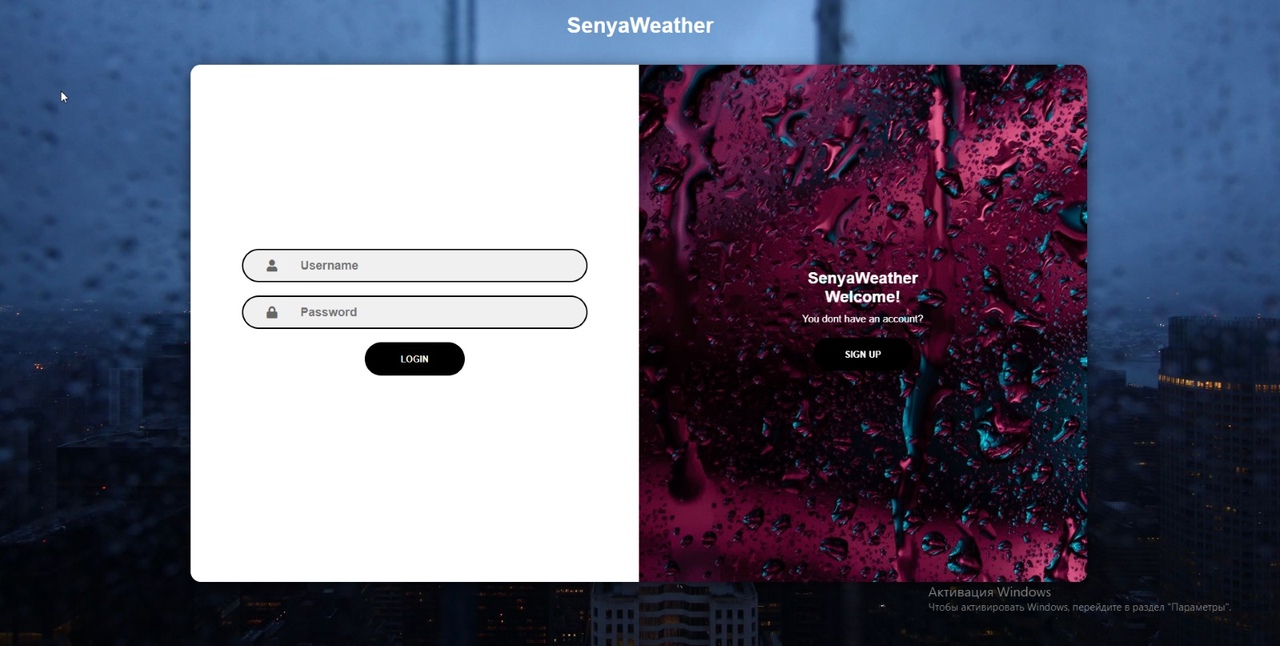 SenyaWeather
Username
Password
LOGIN
SenyaWeather
Welcome!
You dont have an account?
SIGN UP
Активация Windows
Чтобы активировать Windows, перейдите в раздел "Параметры".